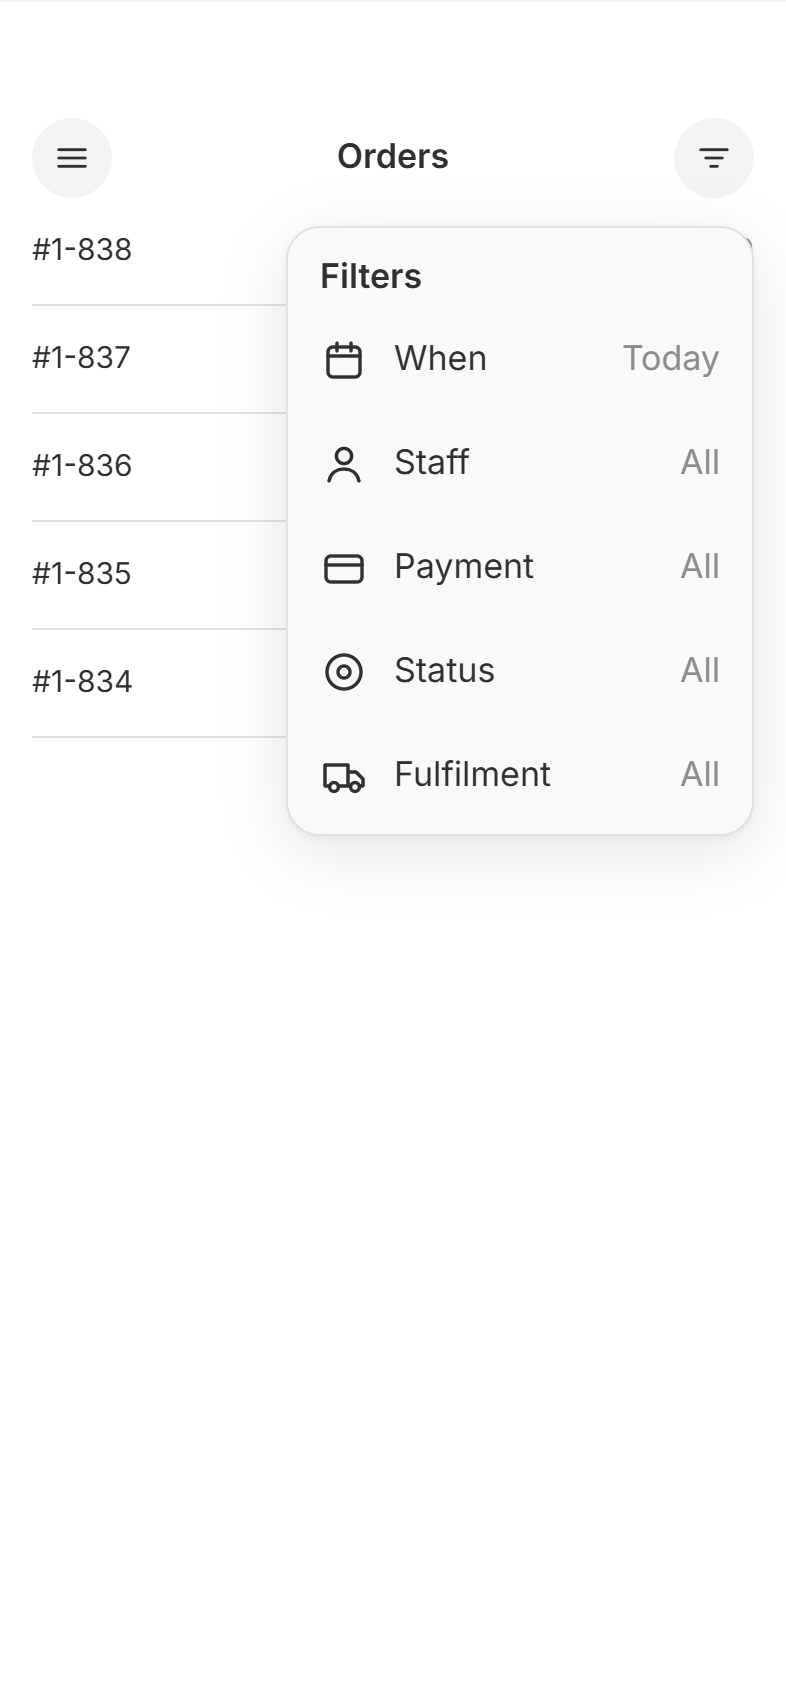 Orders
#1-838
Filters
#1-837
When Today
#1-836
Staff All
#1-835
Payment All
#1-834
Status All
Fulfilment All